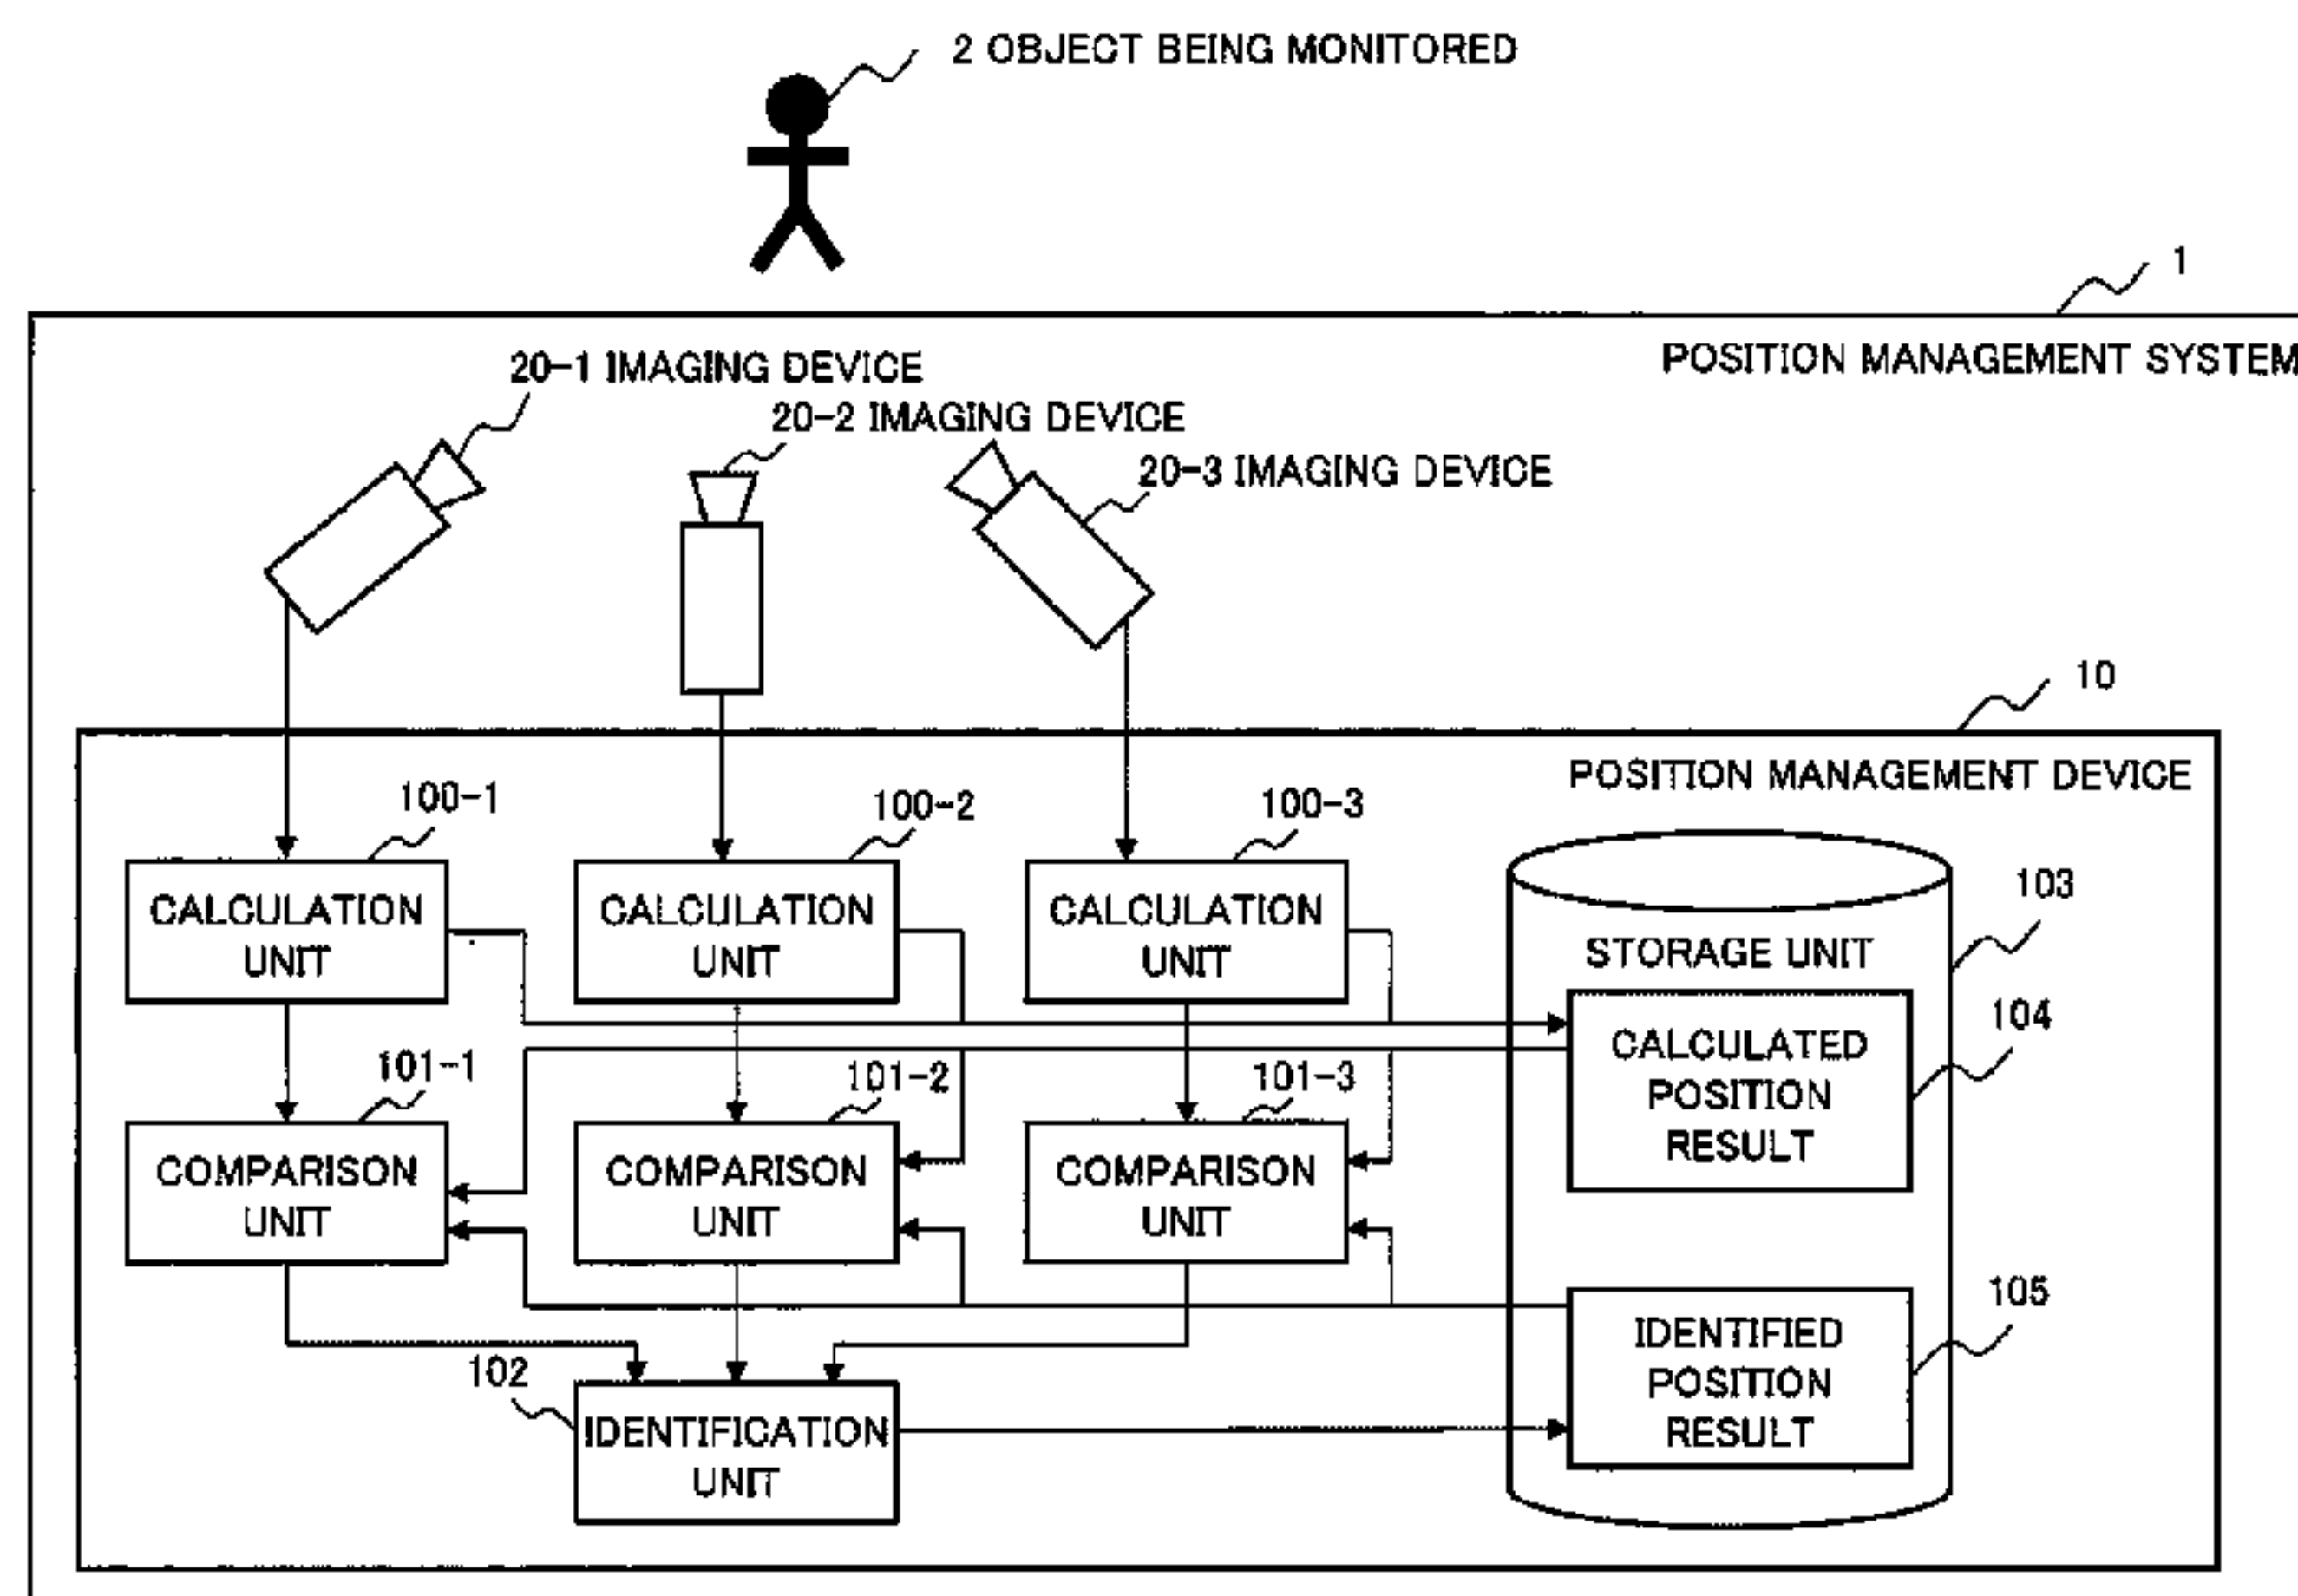 2 OBJECT BEING MONITORED
1
POSITION MANAGEMENT SYSTEM
20-1 IMAGING DEVICE
20-2 IMAGING DEVICE
20-3 IMAGING DEVICE
10
POSITION MANAGEMENT DEVICE
100-1
100-2
100-3
CALCULATION
UNIT
CALCULATION
UNIT
CALCULATION
UNIT
103
STORAGE UNIT
104
CALCULATED
POSITION
RESULT
101-1
101-2
101-3
COMPARISON
UNIT
COMPARISON
UNIT
COMPARISON
UNIT
105
IDENTIFIED
POSITION
RESULT
102
IDENTIFICATION
UNIT